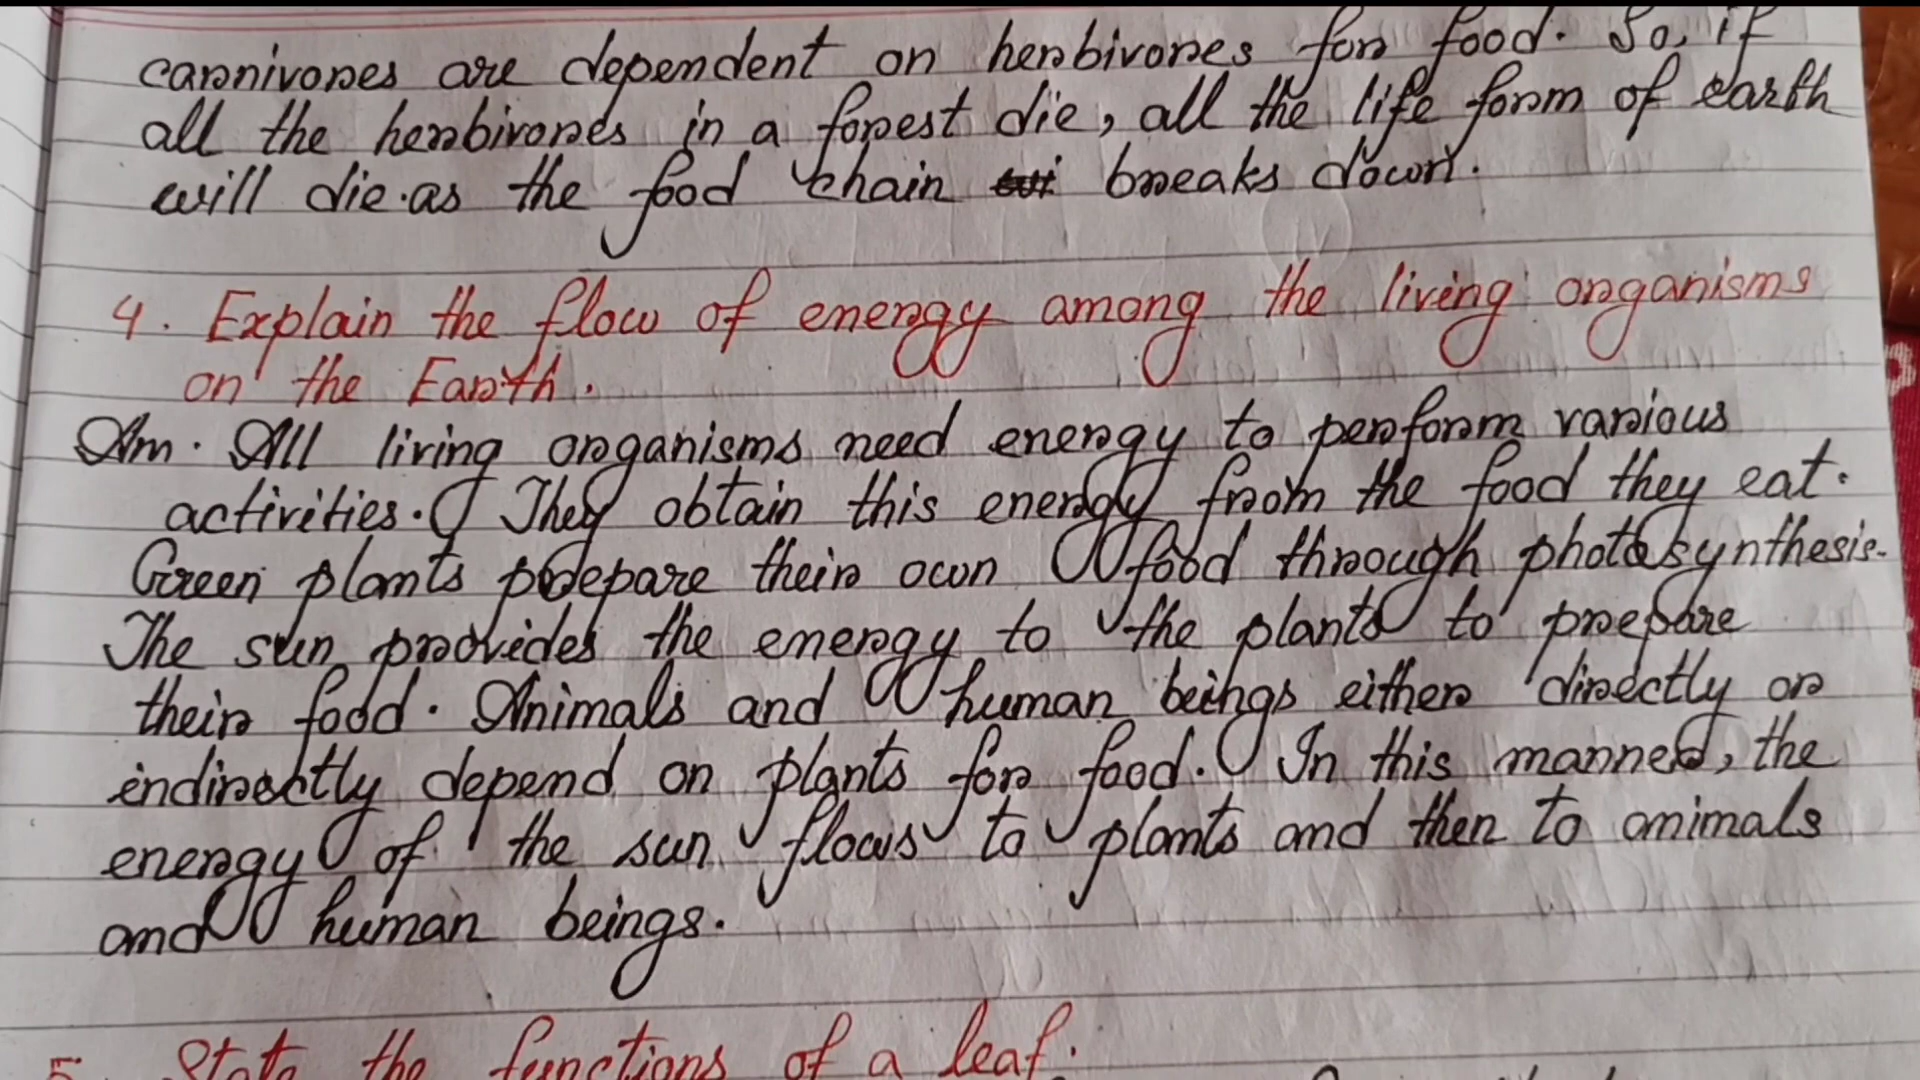 carnivores are dependent on herbivores for food. So, if
all the herbivores in a forest die, all the life form of earth
will die as the food chain breaks down.
4. Explain the flow of energy among the living organisms
on the Earth.
Ans. All living organisms need energy to perform various
activities. They obtain this energy from the food they eat.
Green plants prepare their own food through photosynthesis.
The sun provides the energy to the plants to prepare
their food. Animals and human beings either directly or
indirectly depend on plants for food. In this manner, the
energy of the sun flows to plants and then to animals
and human beings.
5. State the functions of a leaf.